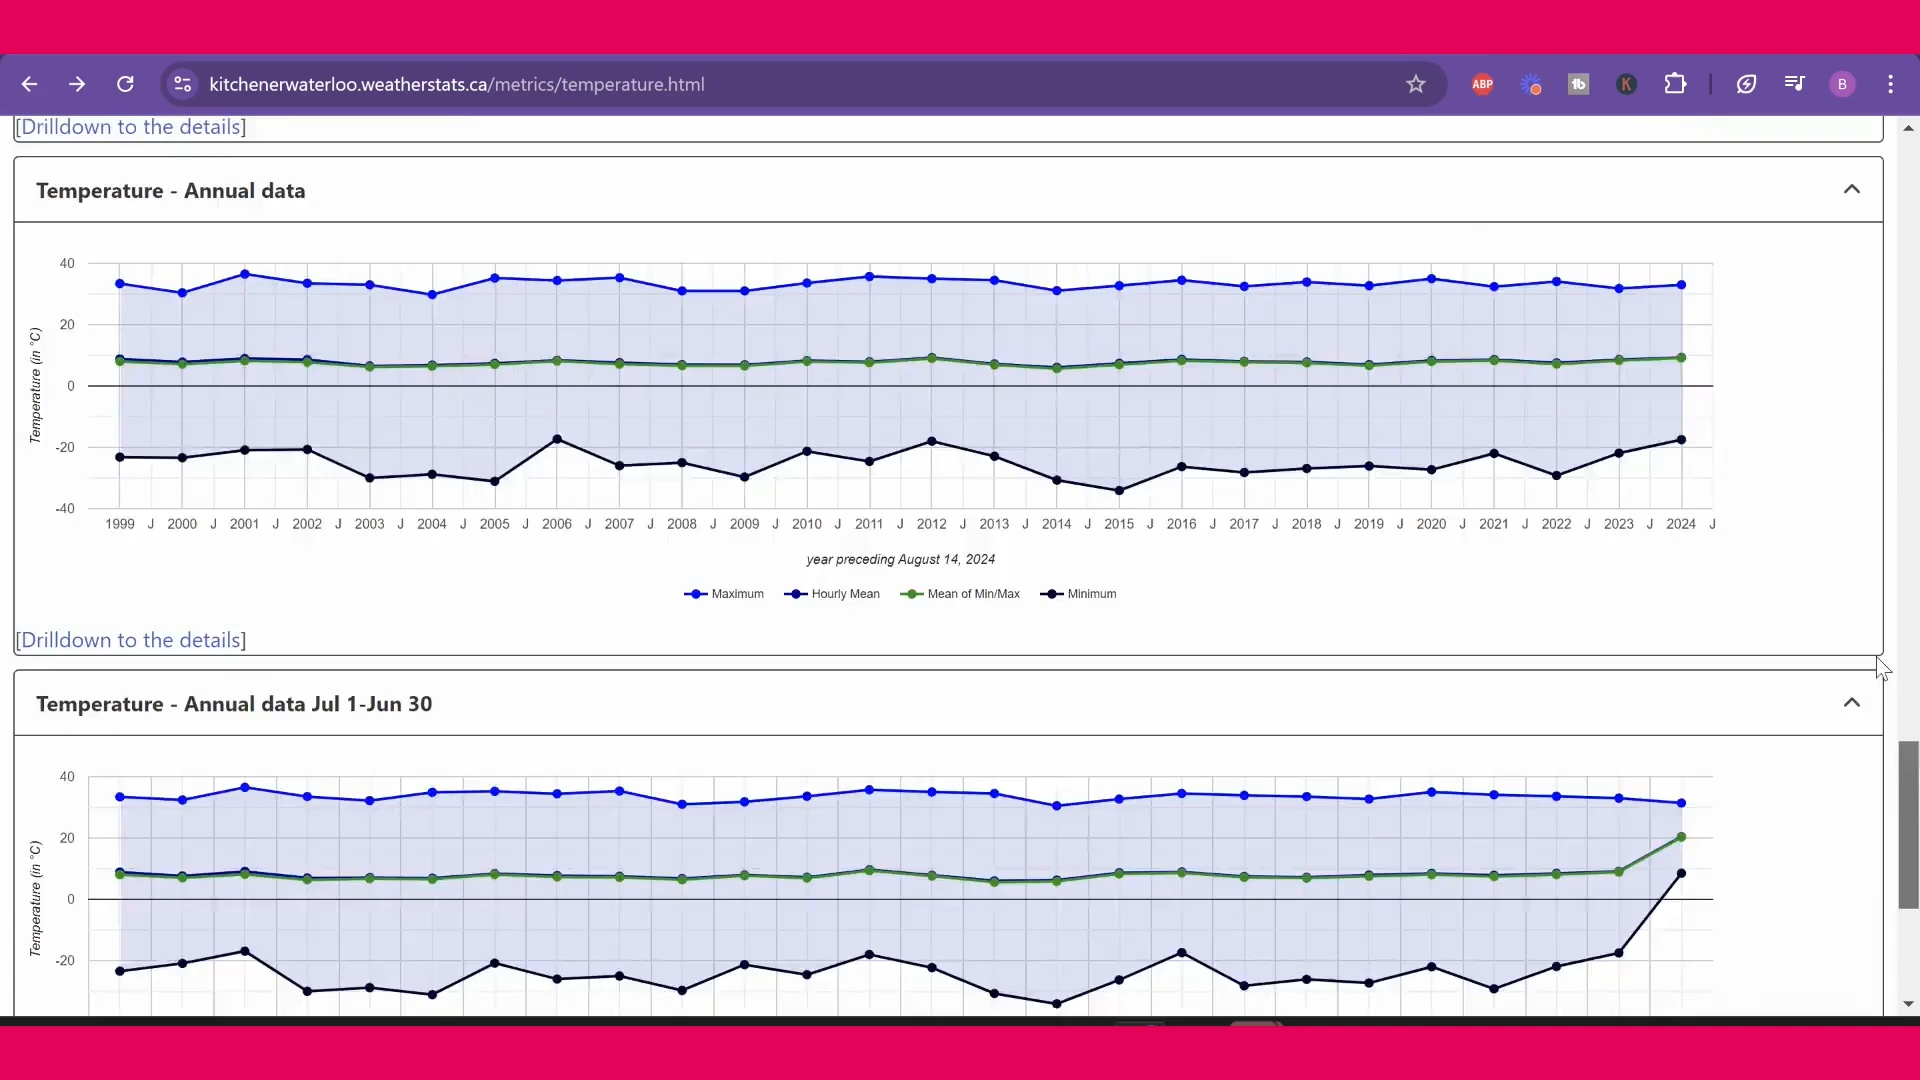 kitchenerwaterloo.weatherstats.ca/metrics/temperature.html
ABP
tb
K
B
[Drilldown to the details]
Temperature - Annual data
Temperature (in °C)
40
20
0
-20
-40
1999 J 2000 J 2001 J 2002 J 2003 J 2004 J 2005 J 2006 J 2007 J 2008 J 2009 J 2010 J 2011 J 2012 J 2013 J 2014 J 2015 J 2016 J 2017 J 2018 J 2019 J 2020 J 2021 J 2022 J 2023 J 2024 J
year preceding August 14, 2024
Maximum Hourly Mean Mean of Min/Max Minimum
[Drilldown to the details]
Temperature - Annual data Jul 1-Jun 30
Temperature (in °C)
40
20
0
-20